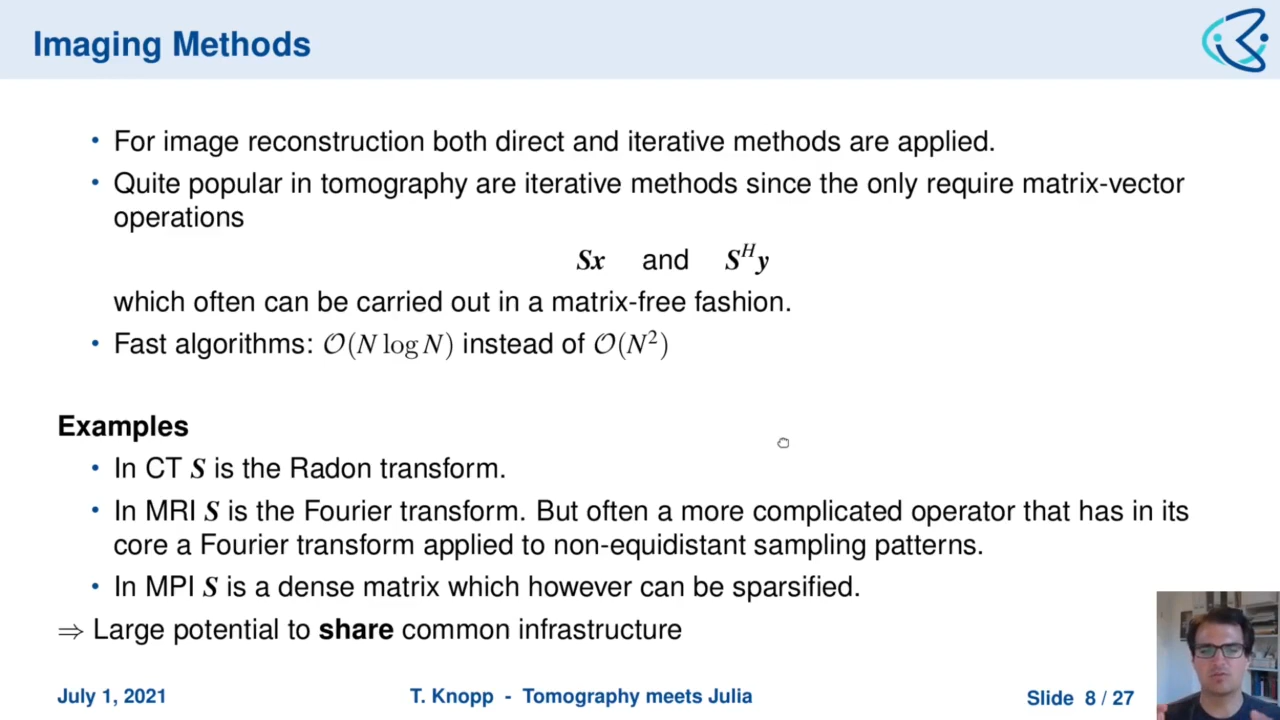 Imaging Methods
• For image reconstruction both direct and iterative methods are applied.
• Quite popular in tomography are iterative methods since the only require matrix-vector
operations
Sx and Sᴴy
which often can be carried out in a matrix-free fashion.
• Fast algorithms: O(N log N) instead of O(N²)
Examples
• In CT S is the Radon transform.
• In MRI S is the Fourier transform. But often a more complicated operator that has in its
core a Fourier transform applied to non-equidistant sampling patterns.
• In MPI S is a dense matrix which however can be sparsified.
⇒ Large potential to share common infrastructure
July 1, 2021 T. Knopp - Tomography meets Julia Slide 8 / 27